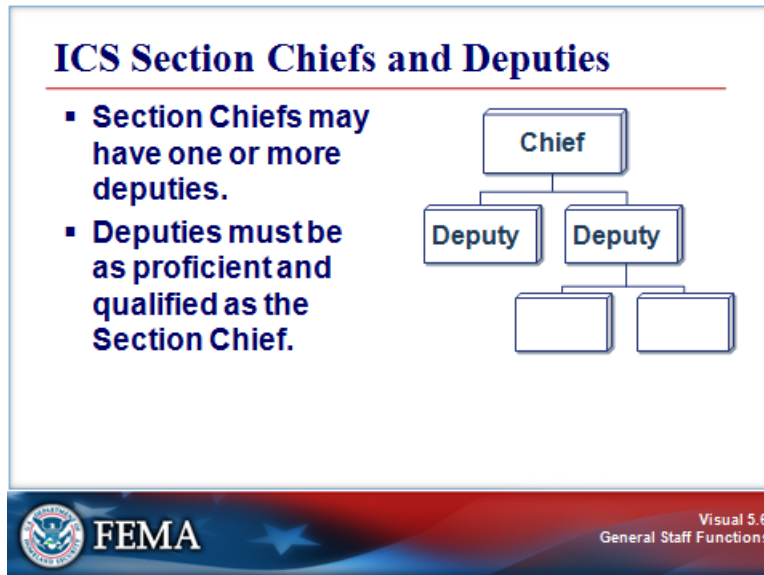 ICS Section Chiefs and Deputies
▪ Section Chiefs may
have one or more
deputies.
▪ Deputies must be
as proficient and
qualified as the
Section Chief.
Chief
Deputy Deputy
FEMA
Visual 5.6
General Staff Functions